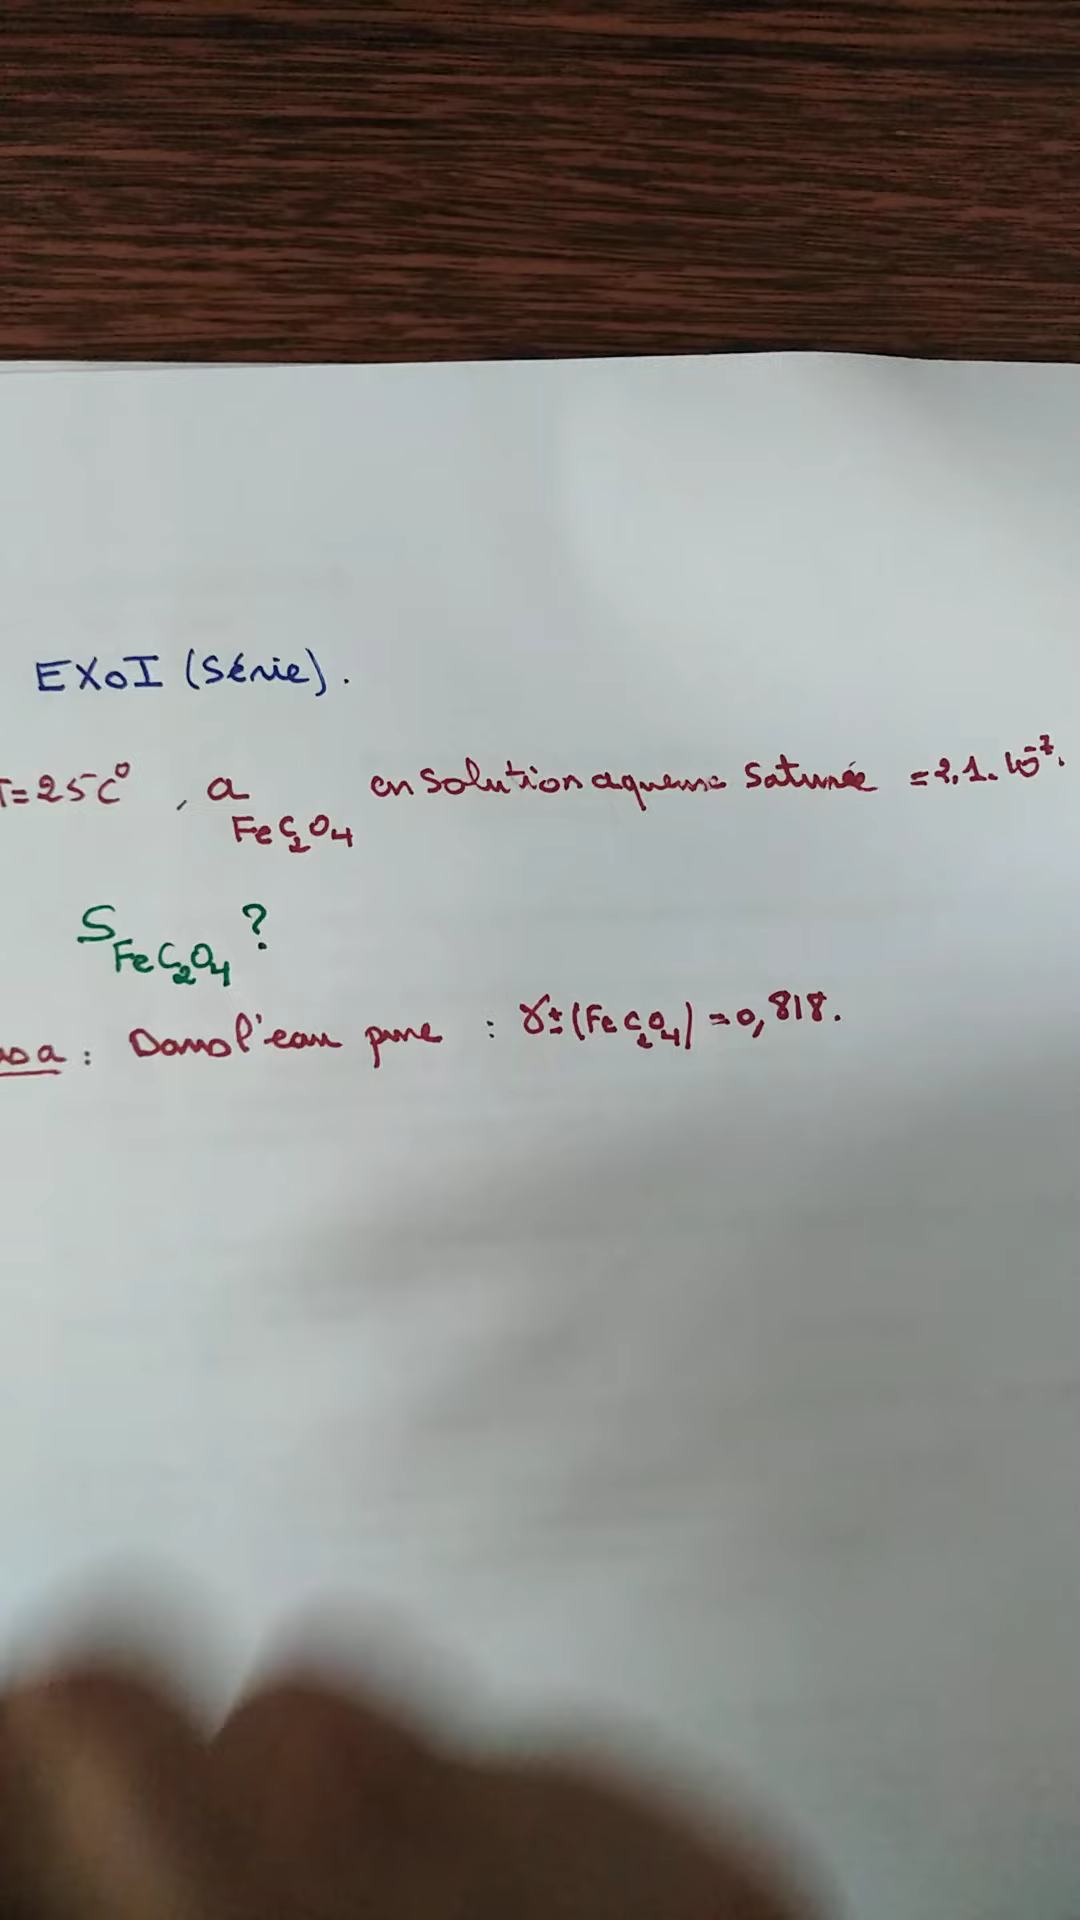 EXOI (Série).
T=25C°, a FeC2O4 en solution aqueuse saturée = 2,1.10^-7.
S FeC2O4 ?
as a : Dans l'eau pure : γ± (FeC2O4) = 0,818.